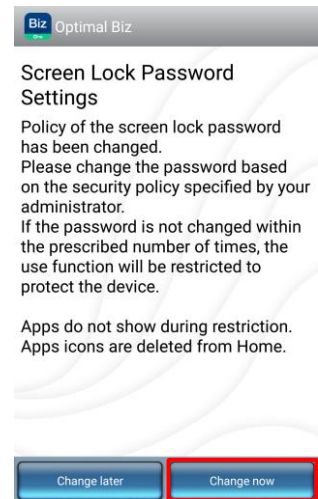 Biz
Optimal Biz
Screen Lock Password
Settings
Policy of the screen lock password
has been changed.
Please change the password based
on the security policy specified by your
administrator.
If the password is not changed within
the prescribed number of times, the
use function will be restricted to
protect the device.
Apps do not show during restriction.
Apps icons are deleted from Home.
Change later
Change now